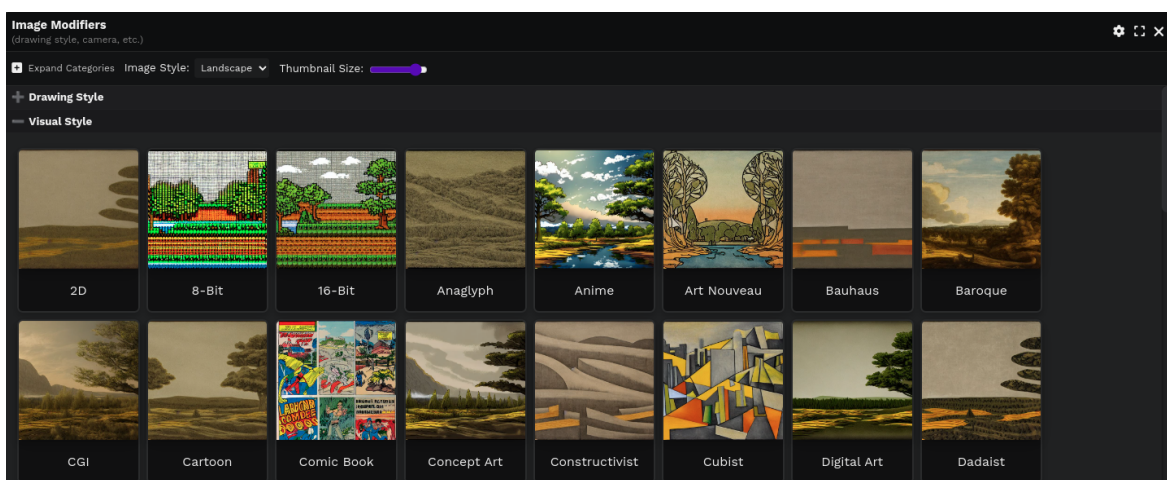 Image Modifiers
(drawing style, camera, etc.)
Expand Categories Image Style: Landscape Thumbnail Size:
Drawing Style
Visual Style
2D 8-Bit 16-Bit Anaglyph Anime Art Nouveau Bauhaus Baroque
CGI Cartoon Comic Book Concept Art Constructivist Cubist Digital Art Dadaist